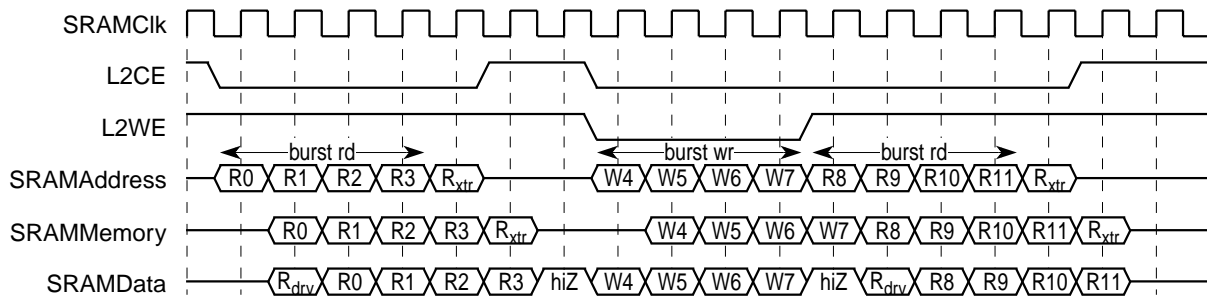 SRAMClk
L2CE
L2WE
burst rd burst wr burst rd
SRAMAddress R0 R1 R2 R3 Rxtr W4 W5 W6 W7 R8 R9 R10 R11 Rxtr
SRAMMemory R0 R1 R2 R3 Rxtr W4 W5 W6 W7 R8 R9 R10 R11 Rxtr
SRAMData Rdrv R0 R1 R2 R3 hiZ W4 W5 W6 W7 hiZ Rdrv R8 R9 R10 R11